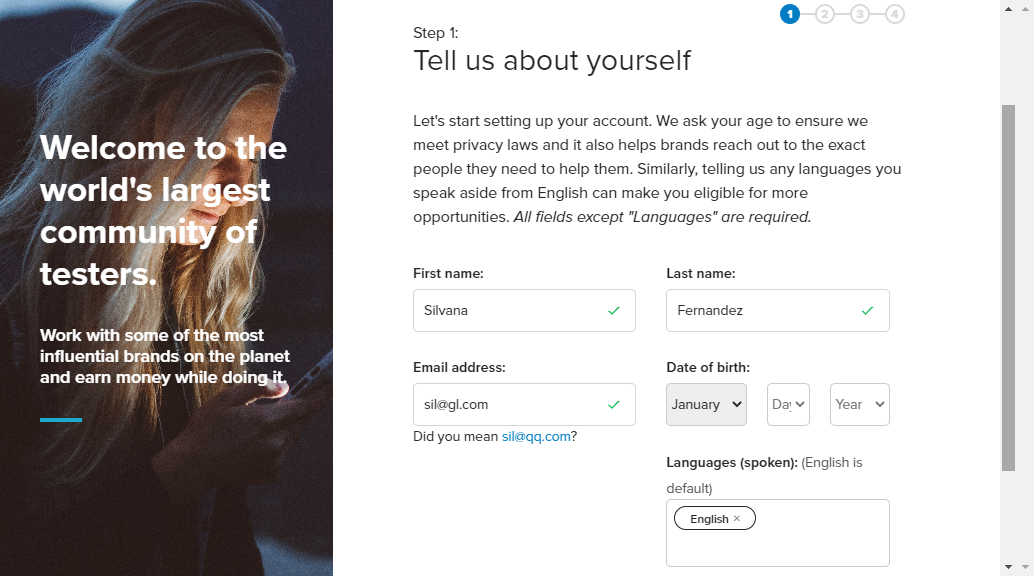 Welcome to the
world's largest
community of
testers.
Work with some of the most
influential brands on the planet
and earn money while doing it.
1 2 3 4
Step 1:
Tell us about yourself
Let's start setting up your account. We ask your age to ensure we
meet privacy laws and it also helps brands reach out to the exact
people they need to help them. Similarly, telling us any languages you
speak aside from English can make you eligible for more
opportunities. All fields except "Languages" are required.
First name: Last name:
Silvana Fernandez
Email address: Date of birth:
sil@gl.com January Day Year
Did you mean sil@qq.com?
Languages (spoken): (English is
default)
English ×